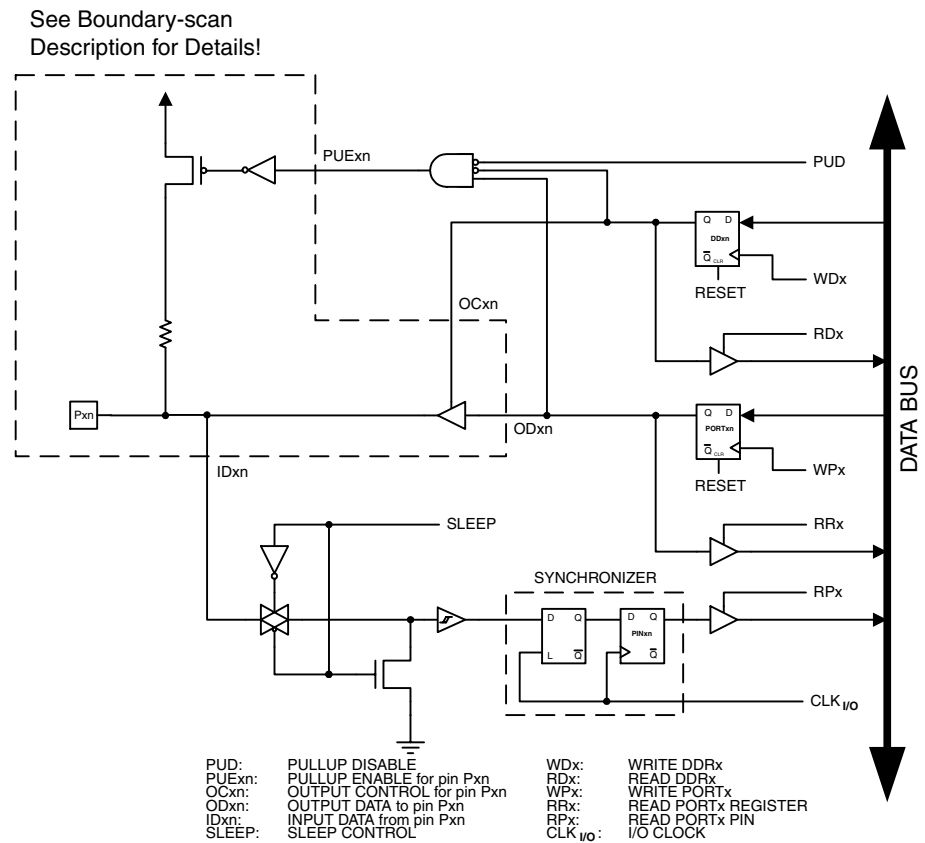 See Boundary-scan
Description for Details!
PUExn
PUD
Q D
DDxn
Q CLR
WDx
RESET
OCxn
RDx
Pxn
ODxn
Q D
PORTxn
Q CLR
WPx
RESET
IDxn
DATA BUS
SLEEP
RRx
SYNCHRONIZER
RPx
D Q
L Q
D Q
PINxn
Q
CLK I/O
PUD: PULLUP DISABLE
PUExn: PULLUP ENABLE for pin Pxn
OCxn: OUTPUT CONTROL for pin Pxn
ODxn: OUTPUT DATA to pin Pxn
IDxn: INPUT DATA from pin Pxn
SLEEP: SLEEP CONTROL
WDx: WRITE DDRx
RDx: READ DDRx
WPx: WRITE PORTx
RRx: READ PORTx REGISTER
RPx: READ PORTx PIN
CLK I/O: I/O CLOCK